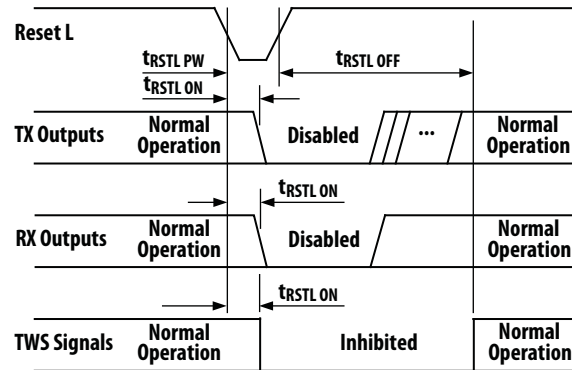 Reset L
tRSTL PW
tRSTL OFF
tRSTL ON
TX Outputs
Normal
Operation
Disabled
...
Normal
Operation
tRSTL ON
RX Outputs
Normal
Operation
Disabled
Normal
Operation
tRSTL ON
TWS Signals
Normal
Operation
Inhibited
Normal
Operation